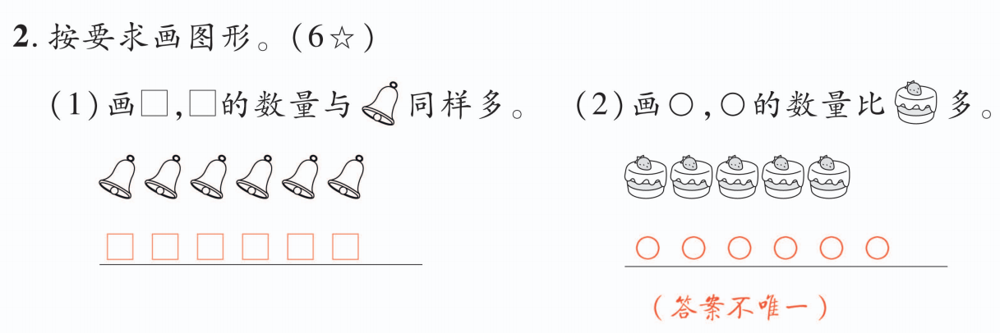 2. 按要求画图形。(6☆)
(1)画□,□的数量与同样多。
(2)画○,○的数量比多。
(答案不唯一)